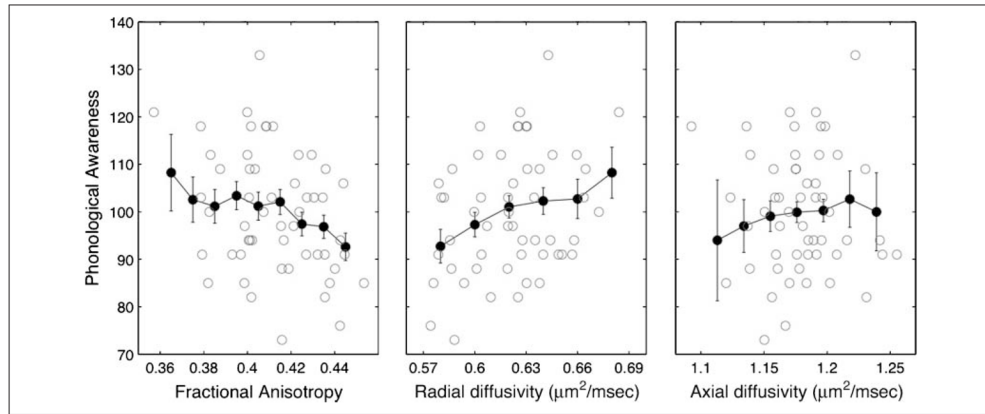 140
130
120
110
100
90
80
70
Phonological Awareness
0.36 0.38 0.4 0.42 0.44
Fractional Anisotropy
0.57 0.6 0.63 0.66 0.69
Radial diffusivity (μm²/msec)
1.1 1.15 1.2 1.25
Axial diffusivity (μm²/msec)